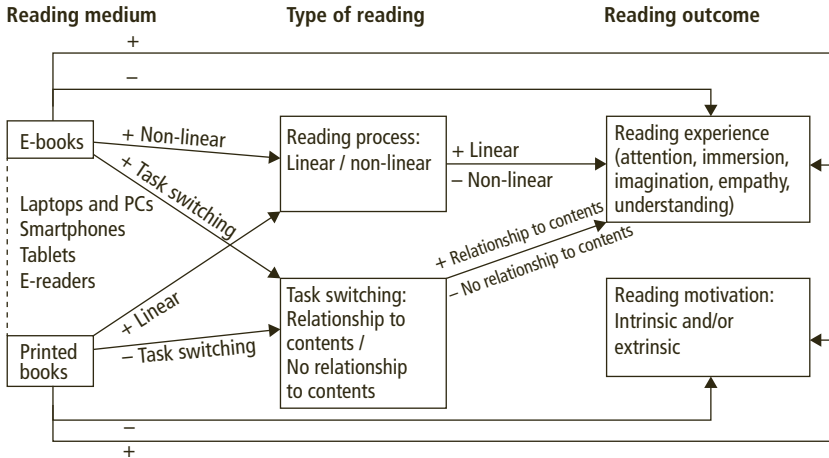 Reading medium
Type of reading
Reading outcome
+
–
E-books
+ Non-linear
+ Task switching
Laptops and PCs
Smartphones
Tablets
E-readers
+ Linear
– Task switching
Printed
books
Reading process:
Linear / non-linear
+ Linear
– Non-linear
Task switching:
Relationship to
contents /
No relationship
to contents
+ Relationship to contents
– No relationship to contents
Reading experience
(attention, immersion,
imagination, empathy,
understanding)
Reading motivation:
Intrinsic and/or
extrinsic
–
+